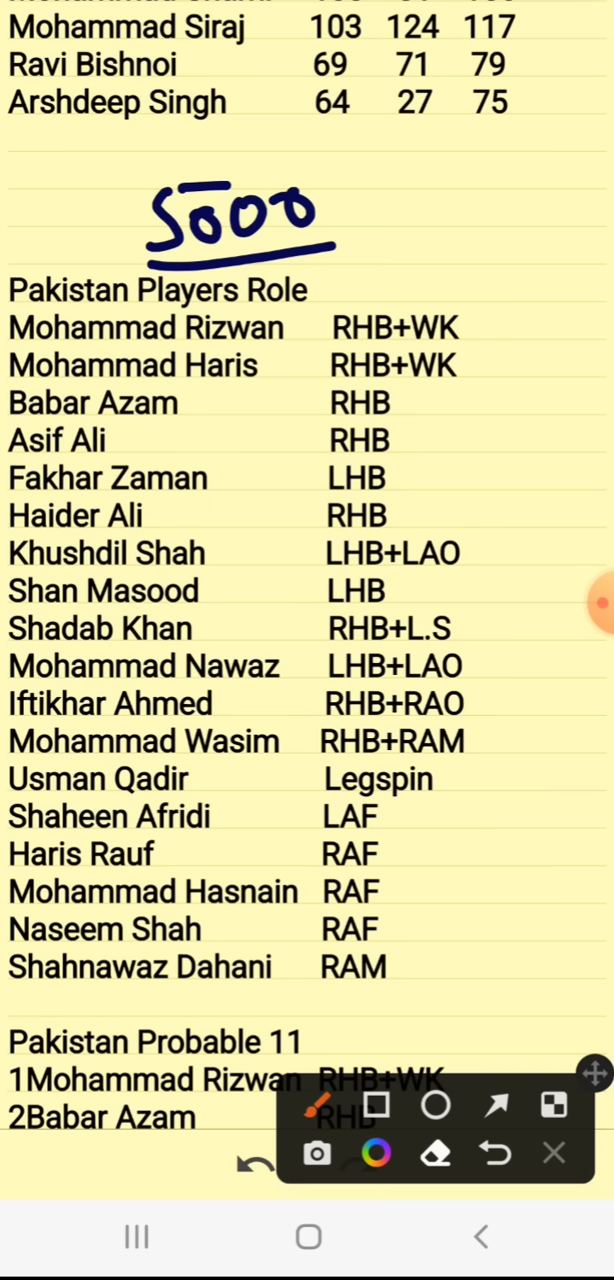 Mohammad Siraj 103 124 117
Ravi Bishnoi 69 71 79
Arshdeep Singh 64 27 75
5000
Pakistan Players Role
Mohammad Rizwan RHB+WK
Mohammad Haris RHB+WK
Babar Azam RHB
Asif Ali RHB
Fakhar Zaman LHB
Haider Ali RHB
Khushdil Shah LHB+LAO
Shan Masood LHB
Shadab Khan RHB+L.S
Mohammad Nawaz LHB+LAO
Iftikhar Ahmed RHB+RAO
Mohammad Wasim RHB+RAM
Usman Qadir Legspin
Shaheen Afridi LAF
Haris Rauf RAF
Mohammad Hasnain RAF
Naseem Shah RAF
Shahnawaz Dahani RAM
Pakistan Probable 11
1Mohammad Rizwan RHB+WK
2Babar Azam RHB